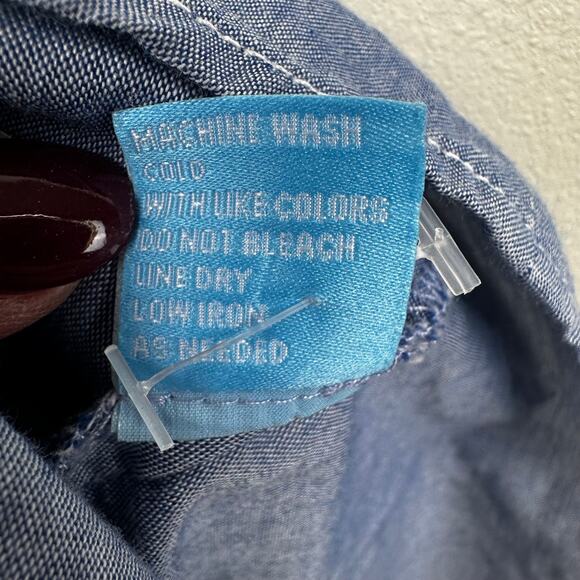 MACHINE WASH
COLD
WITH LIKE COLORS
DO NOT BLEACH
LINE DRY
LOW IRON
AS NEEDED